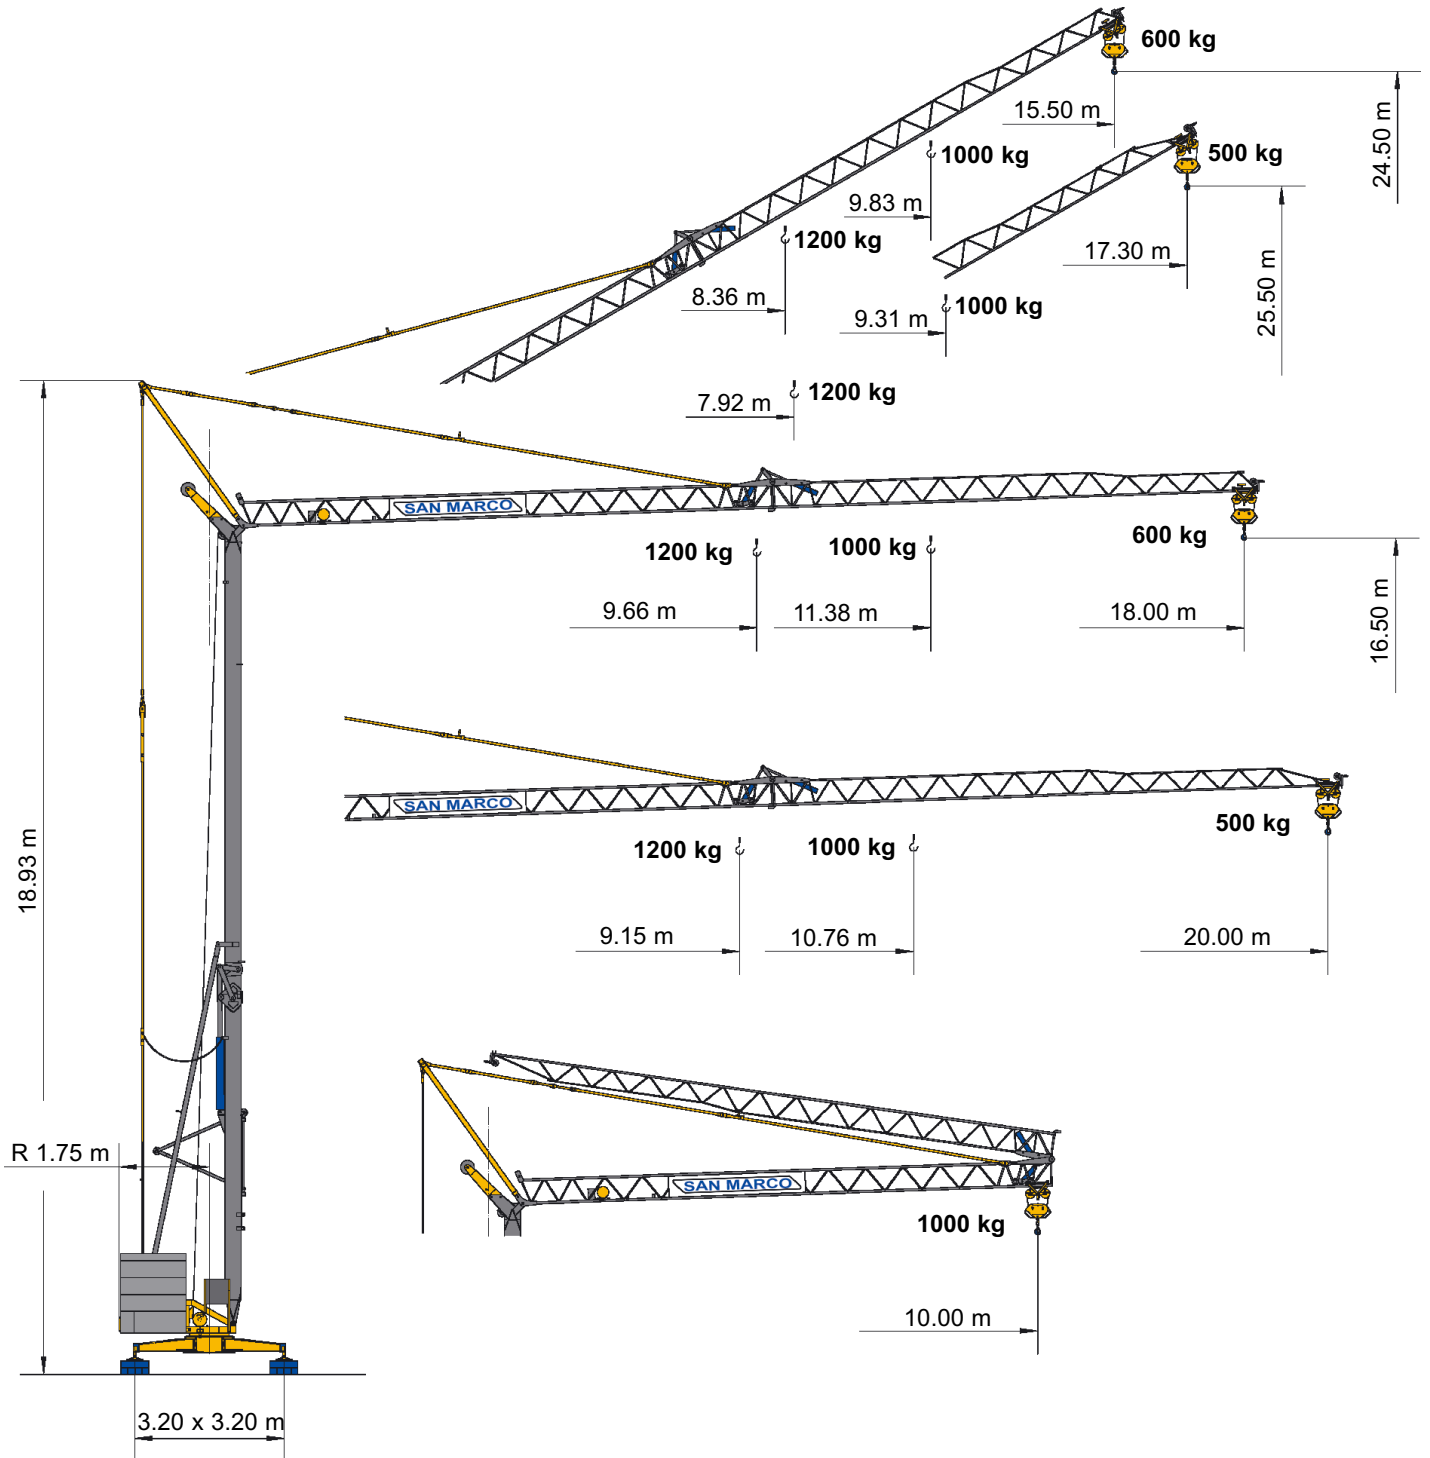 600 kg
15.50 m
24.50 m
1000 kg
500 kg
9.83 m
1200 kg
17.30 m
25.50 m
8.36 m
9.31 m
1000 kg
7.92 m
1200 kg
SAN MARCO
600 kg
1200 kg
1000 kg
9.66 m
11.38 m
18.00 m
16.50 m
SAN MARCO
500 kg
1200 kg
1000 kg
18.93 m
9.15 m
10.76 m
20.00 m
R 1.75 m
SAN MARCO
1000 kg
10.00 m
3.20 x 3.20 m